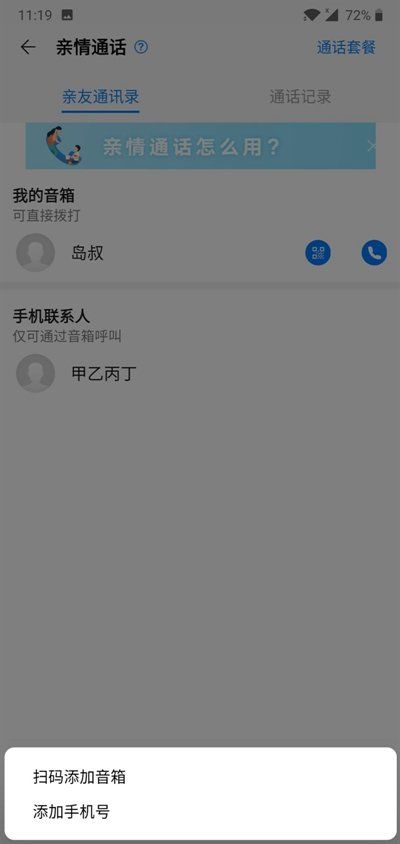 11:19 72%
亲情通话 通话套餐
亲友通讯录 通话记录
亲情通话怎么用？
我的音箱
可直接拨打
岛叔
手机联系人
仅可通过音箱呼叫
甲乙丙丁
扫码添加音箱
添加手机号